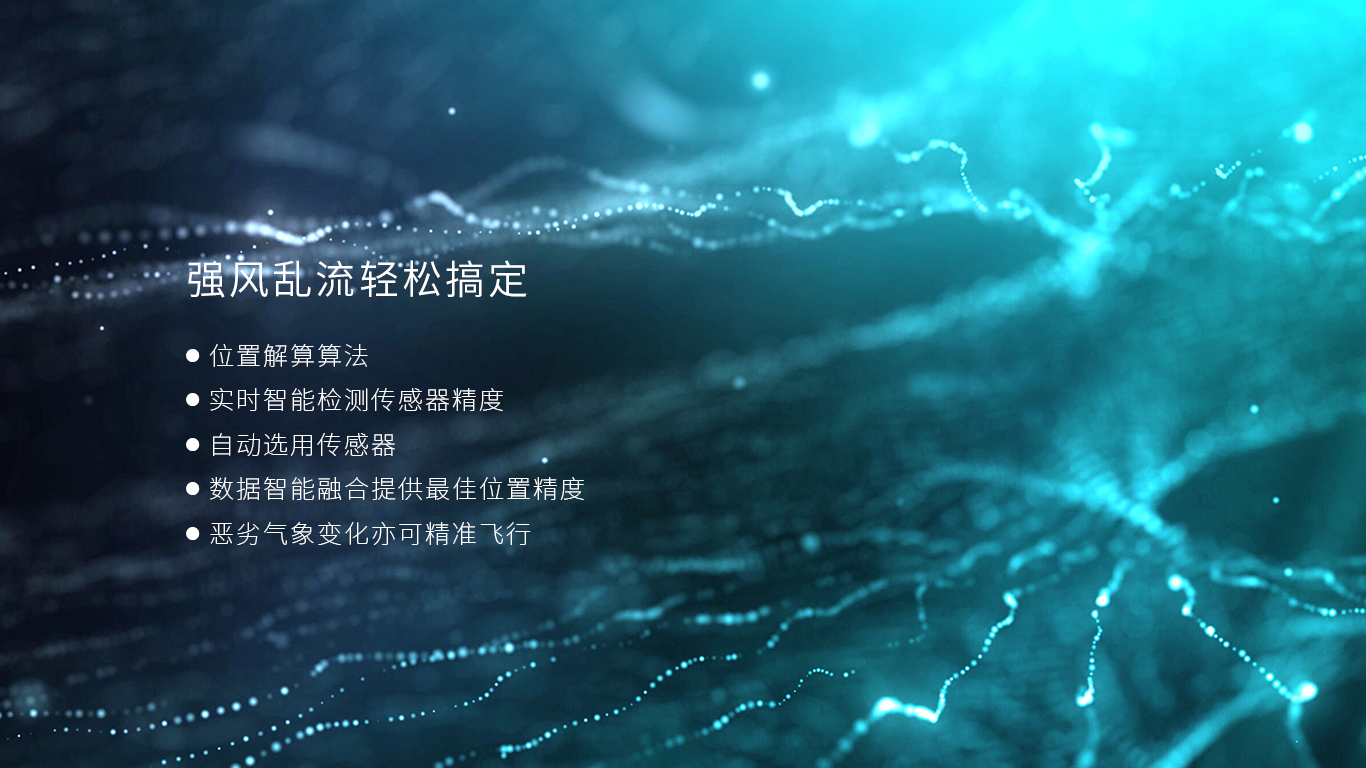 强风乱流轻松搞定
● 位置解算算法
● 实时智能检测传感器精度
● 自动选用传感器
● 数据智能融合提供最佳位置精度
● 恶劣气象变化亦可精准飞行